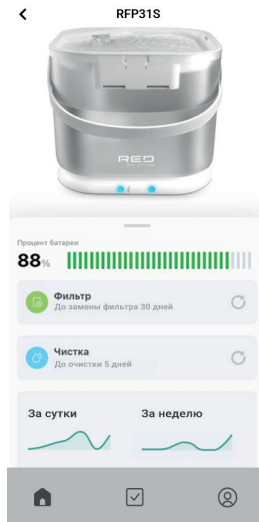 RFP31S
RED
Процент батареи
88%
Фильтр
До замены фильтра 30 дней
Чистка
До очистки 5 дней
За сутки
За неделю